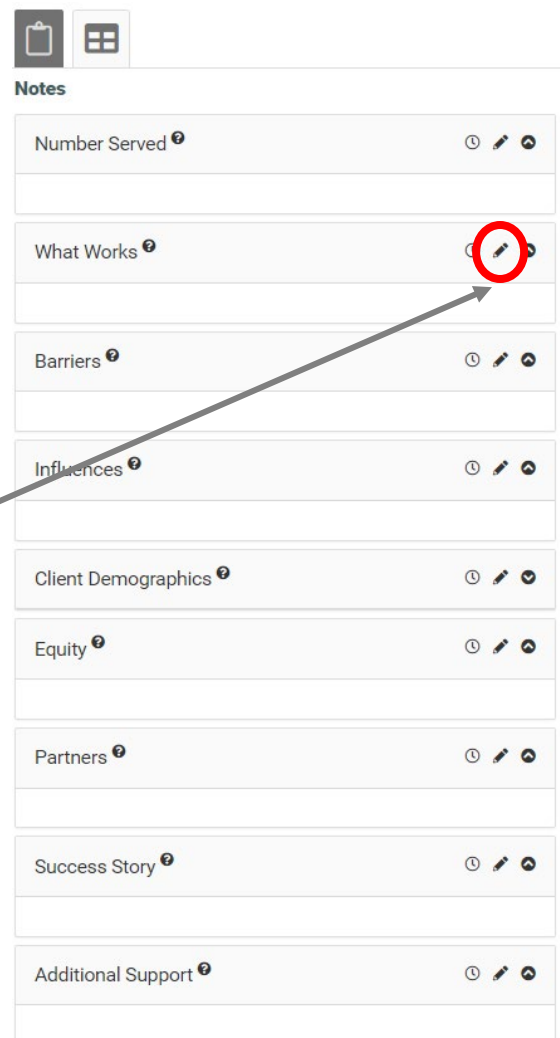 Notes
Number Served
What Works
Barriers
Influences
Client Demographics
Equity
Partners
Success Story
Additional Support